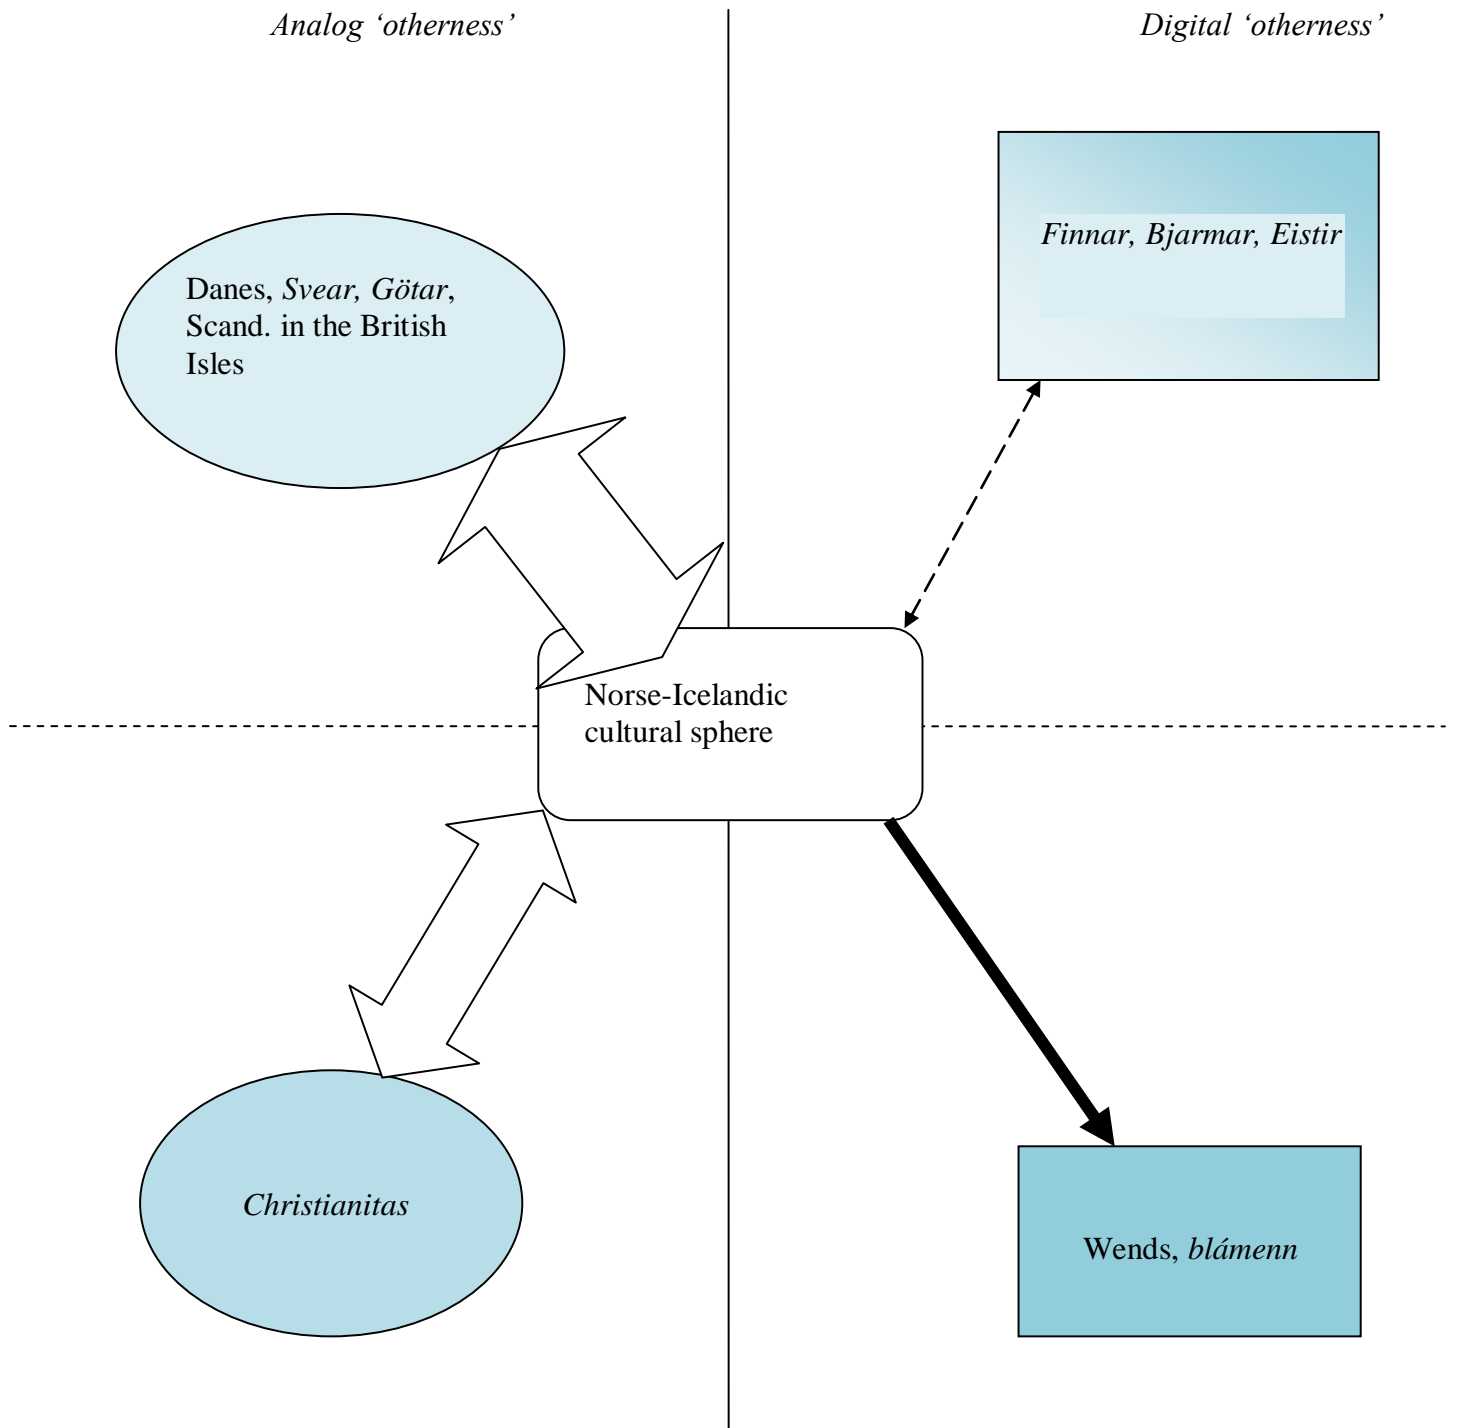 Analog ‘otherness’
Digital ‘otherness’
Finnar, Bjarmar, Eistir
Danes, Svear, Götar,
Scand. in the British
Isles
Norse-Icelandic
cultural sphere
Christianitas
Wends, blámenn